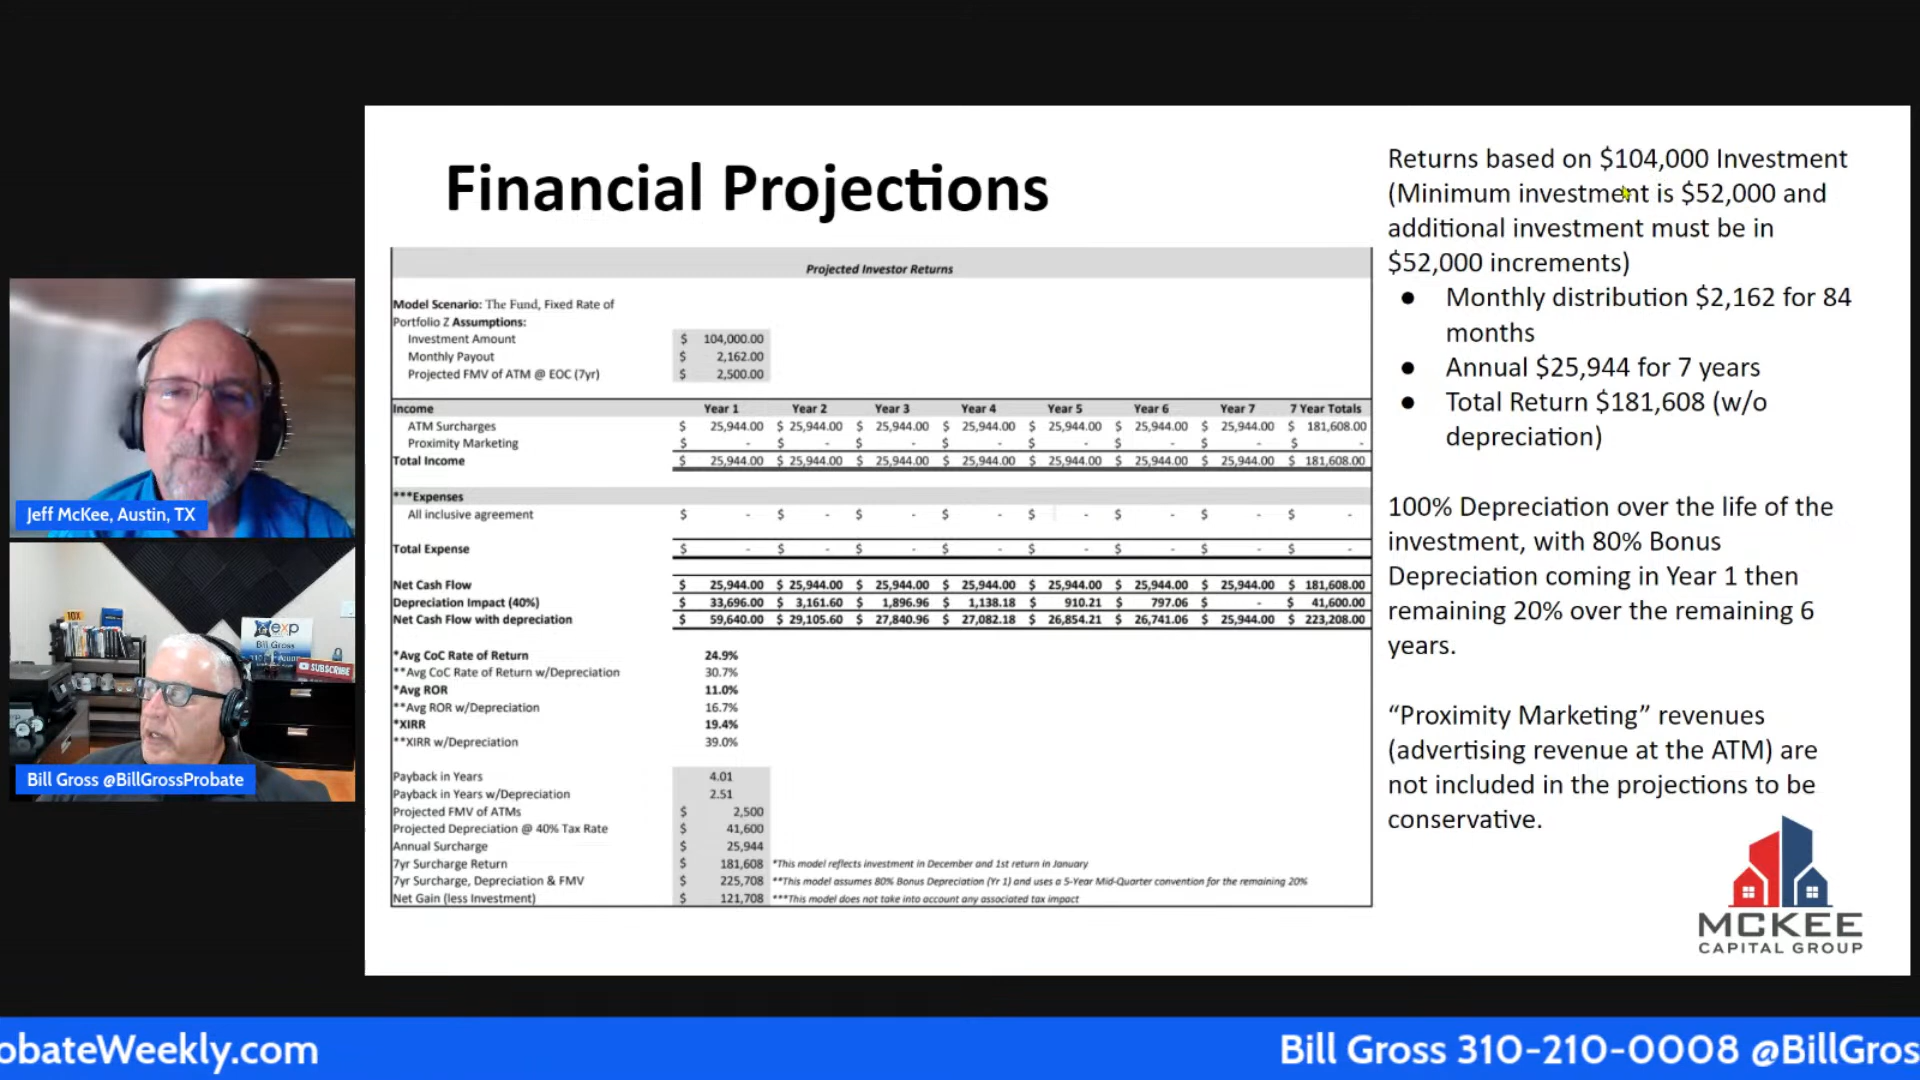 Financial Projections
Projected Investor Returns
Model Scenario: The Fund, Fixed Rate of
Portfolio Z Assumptions:
Investment Amount $ 104,000.00
Monthly Payout $ 2,162.00
Projected FMV of ATM @ EOC (7yr) $ 2,500.00
Income Year 1 Year 2 Year 3 Year 4 Year 5 Year 6 Year 7 7 Year Totals
ATM Surcharges $ 25,944.00 $ 25,944.00 $ 25,944.00 $ 25,944.00 $ 25,944.00 $ 25,944.00 $ 25,944.00 $ 181,608.00
Proximity Marketing $ - $ - $ - $ - $ - $ - $ - $ -
Total Income $ 25,944.00 $ 25,944.00 $ 25,944.00 $ 25,944.00 $ 25,944.00 $ 25,944.00 $ 25,944.00 $ 181,608.00
***Expenses
All inclusive agreement $ - $ - $ - $ - $ - $ - $ - $ -
Total Expense $ - $ - $ - $ - $ - $ - $ - $ -
Net Cash Flow $ 25,944.00 $ 25,944.00 $ 25,944.00 $ 25,944.00 $ 25,944.00 $ 25,944.00 $ 25,944.00 $ 181,608.00
Depreciation Impact (40%) $ 33,696.00 $ 3,161.60 $ 1,896.96 $ 1,138.18 $ 910.21 $ 797.06 $ - $ 41,600.00
Net Cash Flow with depreciation $ 59,640.00 $ 29,105.60 $ 27,840.96 $ 27,082.18 $ 26,854.21 $ 26,741.06 $ 25,944.00 $ 223,208.00
*Avg CoC Rate of Return 24.9%
**Avg CoC Rate of Return w/Depreciation 30.7%
*Avg ROR 11.0%
**Avg ROR w/Depreciation 16.7%
*XIRR 19.4%
**XIRR w/Depreciation 39.0%
Payback in Years 4.01
Payback in Years w/Depreciation 2.51
Projected FMV of ATMs $ 2,500
Projected Depreciation @ 40% Tax Rate $ 41,600
Annual Surcharge $ 25,944
7yr Surcharge Return $ 181,608 *This model reflects investment in December and 1st return in January
7yr Surcharge, Depreciation & FMV $ 225,708 **This model assumes 80% Bonus Depreciation (Yr 1) and uses a 5-Year Mid-Quarter convention for the remaining 20%
Net Gain (less Investment) $ 121,708 ***This model does not take into account any associated tax impact
Returns based on $104,000 Investment
(Minimum investment is $52,000 and
additional investment must be in
$52,000 increments)
● Monthly distribution $2,162 for 84
months
● Annual $25,944 for 7 years
● Total Return $181,608 (w/o
depreciation)
100% Depreciation over the life of the
investment, with 80% Bonus
Depreciation coming in Year 1 then
remaining 20% over the remaining 6
years.
“Proximity Marketing” revenues
(advertising revenue at the ATM) are
not included in the projections to be
conservative.
MCKEE
CAPITAL GROUP
Jeff McKee, Austin, TX
10X
exp
Bill Gross
SUBSCRIBE
Bill Gross @BillGrossProbate
obateWeekly.com
Bill Gross 310-210-0008 @BillGros